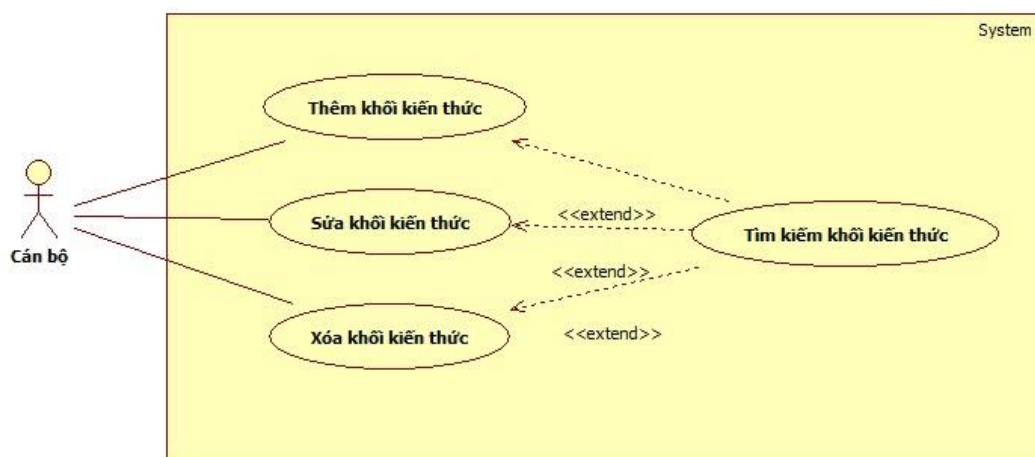 System
Thêm khối kiến thức
Cán bộ
Sửa khối kiến thức
<<extend>>
Tìm kiếm khối kiến thức
<<extend>>
Xóa khối kiến thức
<<extend>>